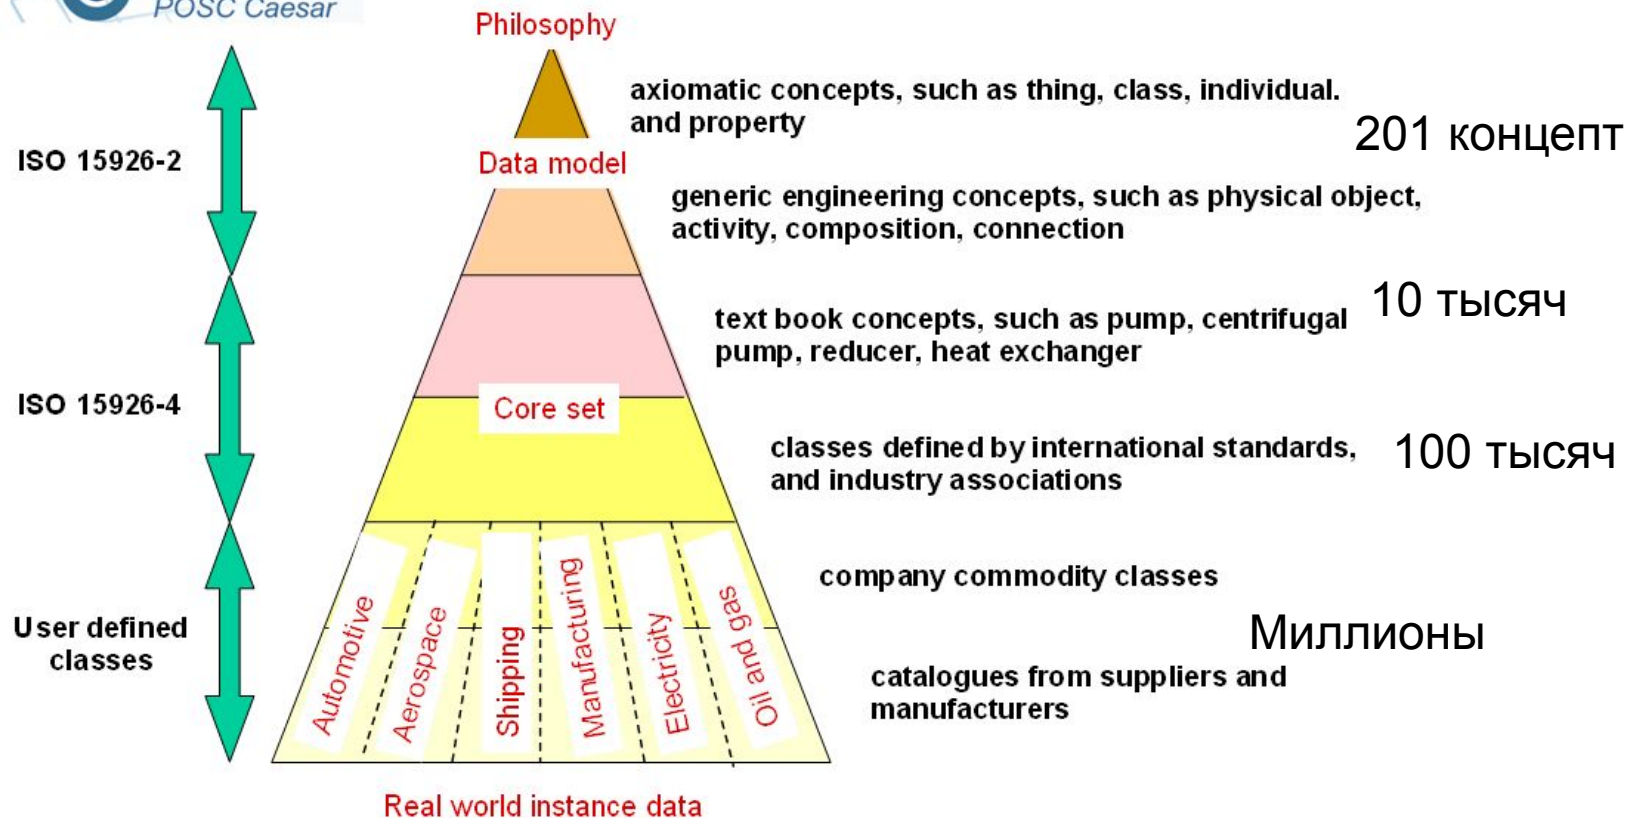 POSC Caesar
Philosophy
axiomatic concepts, such as thing, class, individual.
and property
201 концепт
ISO 15926-2
Data model
generic engineering concepts, such as physical object,
activity, composition, connection
10 тысяч
text book concepts, such as pump, centrifugal
pump, reducer, heat exchanger
ISO 15926-4
Core set
classes defined by international standards,
and industry associations
100 тысяч
company commodity classes
User defined
classes
Automotive
Aerospace
Shipping
Manufacturing
Electricity
Oil and gas
Миллионы
catalogues from suppliers and
manufacturers
Real world instance data